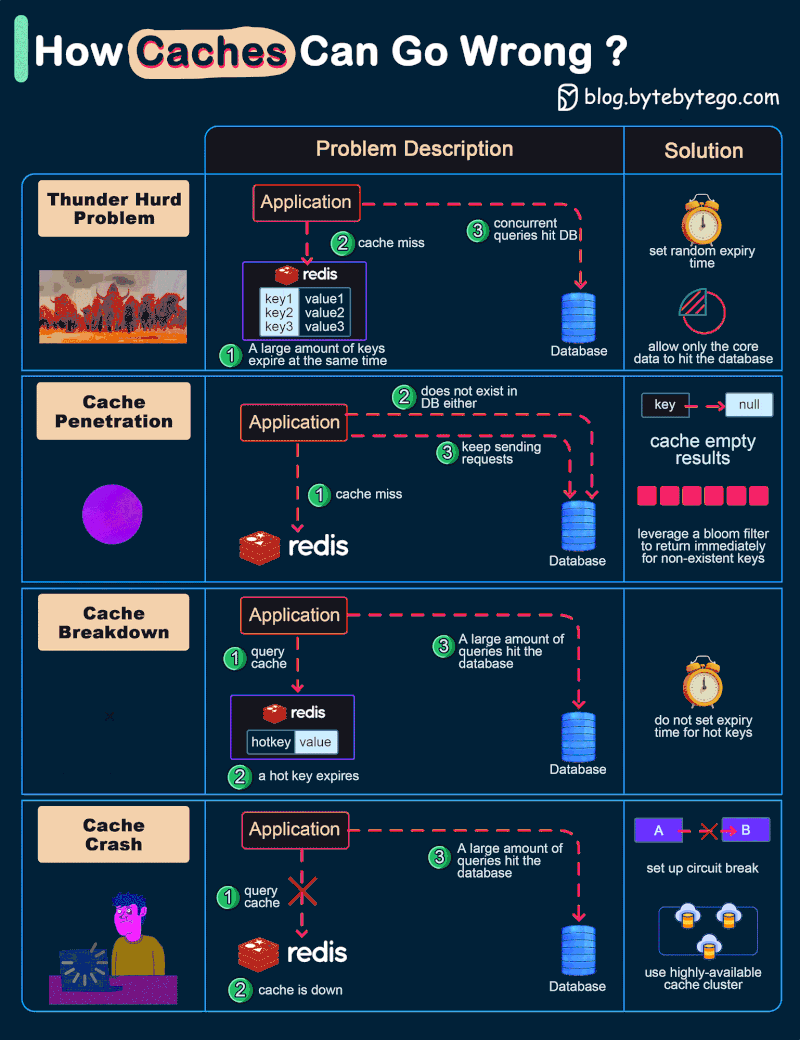 How Caches Can Go Wrong ?
blog.bytebytego.com
Problem Description
Solution
Thunder Hurd
Problem
Application
2 cache miss
3 concurrent
queries hit DB
redis
key1 value1
key2 value2
key3 value3
1 A large amount of keys
expire at the same time
Database
set random expiry
time
allow only the core
data to hit the database
Cache
Penetration
Application
2 does not exist in
DB either
3 keep sending
requests
1 cache miss
redis
Database
key null
cache empty
results
leverage a bloom filter
to return immediately
for non-existent keys
Cache
Breakdown
Application
1 query
cache
3 A large amount of
queries hit the
database
redis
hotkey value
2 a hot key expires
Database
do not set expiry
time for hot keys
Cache
Crash
Application
1 query
cache
3 A large amount of
queries hit the
database
redis
2 cache is down
Database
A B
set up circuit break
use highly-available
cache cluster